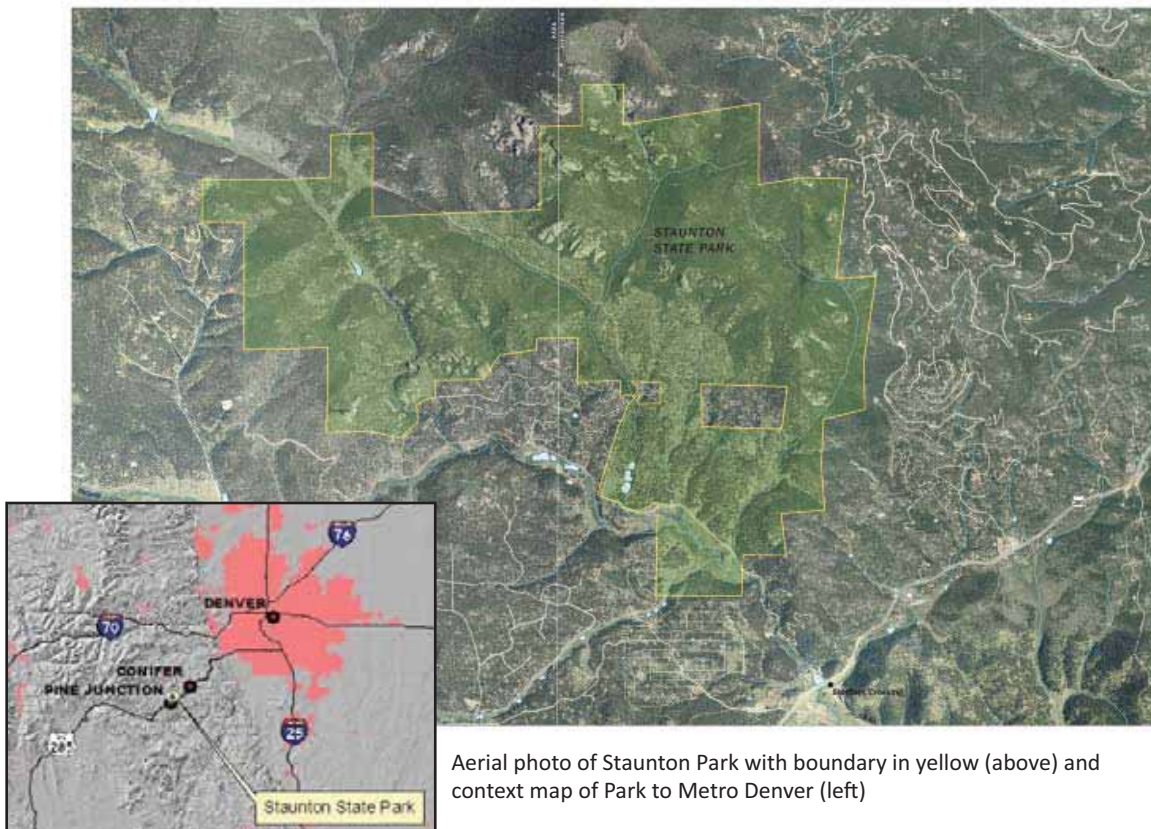 STAUNTON
STATE PARK
76
DENVER
70
CONIFER
PINE JUNCTION
25
Staunton State Park
Aerial photo of Staunton Park with boundary in yellow (above) and
context map of Park to Metro Denver (left)